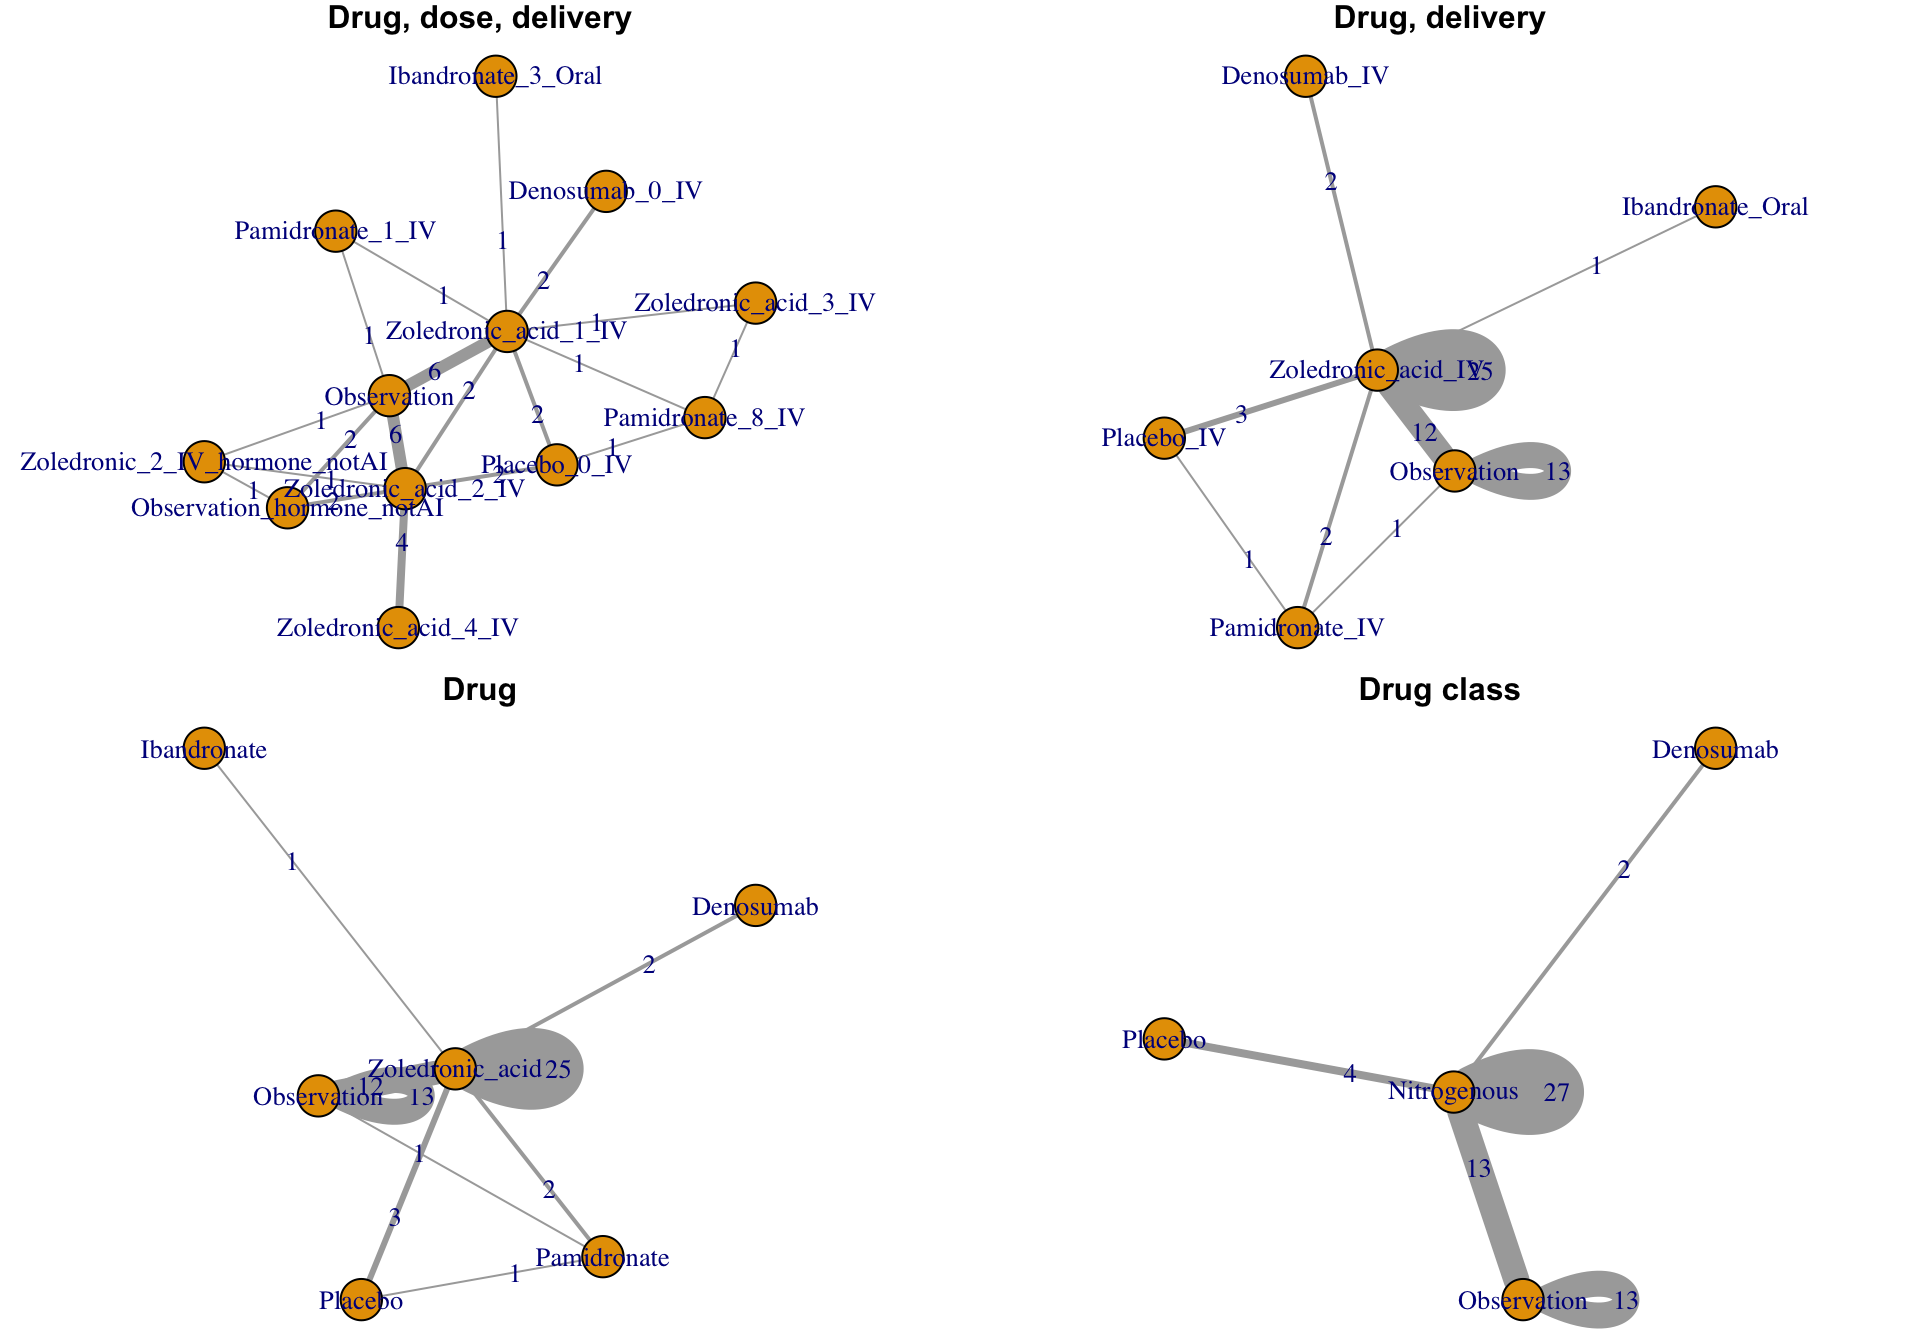 Drug, dose, delivery
Ibandronate_3_Oral
Denosumab_0_IV
Pamidronate_1_IV
1
2
1
Zoledronic_acid_3_IV
1
Zoledronic_acid_1_IV
1
1
1
6
2
Observation
2
Pamidronate_8_IV
1
6
2
1
Zoledronic_2_IV_hormone_notAI
Placebo_0_IV
2
1
1
Zoledronic_acid_2_IV
2
Observation_hormone_notAI
4
Zoledronic_acid_4_IV
Drug, delivery
Denosumab_IV
2
Ibandronate_Oral
1
Zoledronic_acid_IV
25
3
12
Placebo_IV
Observation
13
2
1
1
Pamidronate_IV
Drug
Ibandronate
1
Denosumab
2
Zoledronic_acid
25
12
Observation
13
1
2
3
Pamidronate
1
Placebo
Drug class
Denosumab
2
Placebo
4
Nitrogenous
27
13
Observation
13